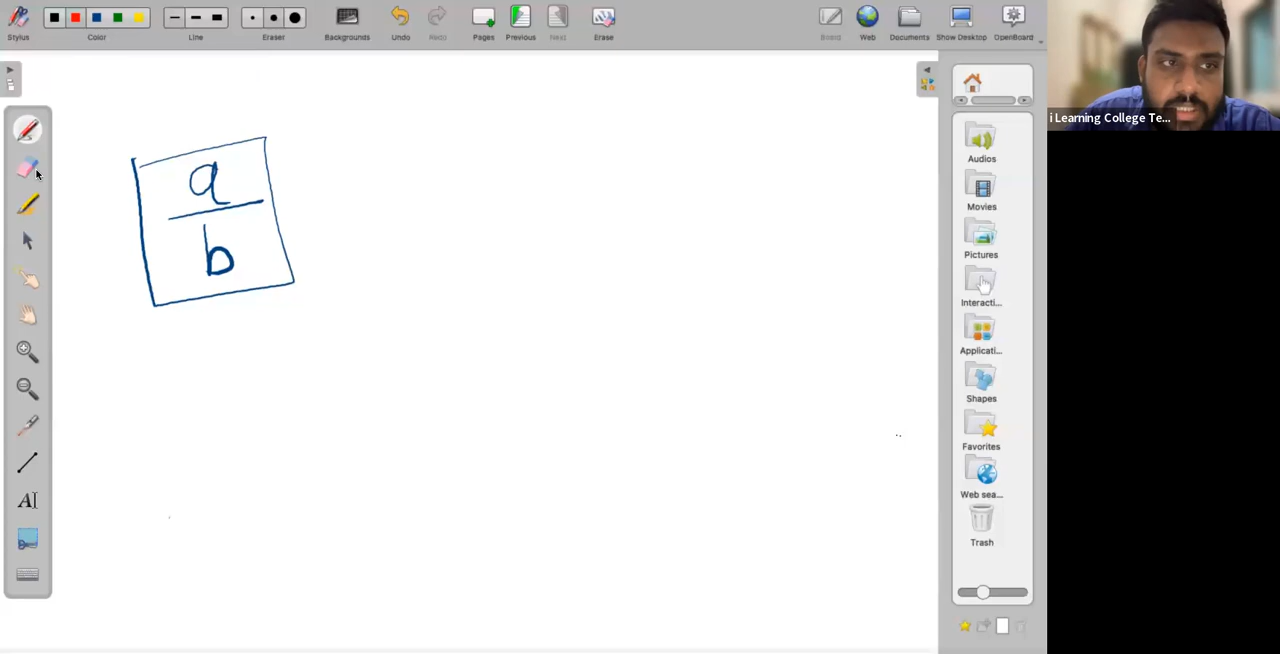 Stylus Color Line Eraser Backgrounds Undo Redo Pages Previous Next Erase Board Web Documents Show Desktop OpenBoard
i Learning College Te...
a
b
Audios
Movies
Pictures
Interacti...
Applicati...
Shapes
Favorites
Web sea...
Trash
A